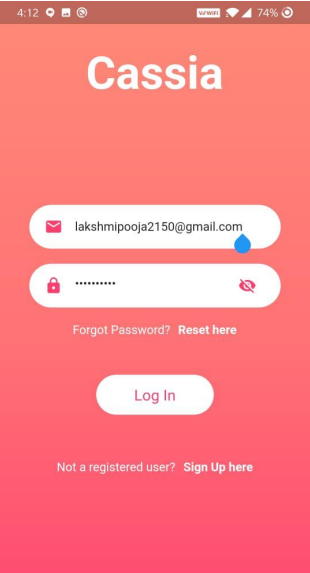 4:12 VoWIFI 74%
Cassia
lakshmipooja2150@gmail.com
••••••••••
Forgot Password? Reset here
Log In
Not a registered user? Sign Up here